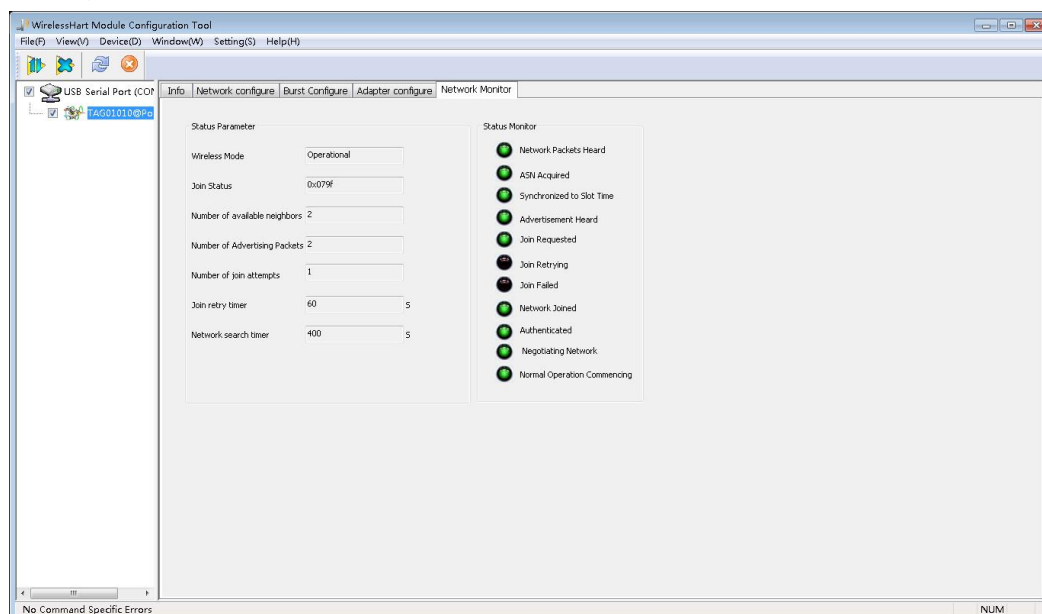 WirelessHart Module Configuration Tool
File(F) View(V) Device(D) Window(W) Setting(S) Help(H)
USB Serial Port (COM
TAG01010@Po
Info Network configure Burst Configure Adapter configure Network Monitor
Status Parameter
Wireless Mode Operational
Join Status 0x079f
Number of available neighbors 2
Number of Advertising Packets 2
Number of join attempts 1
Join retry timer 60 S
Network search timer 400 S
Status Monitor
Network Packets Heard
ASN Acquired
Synchronized to Slot Time
Advertisement Heard
Join Requested
Join Retrying
Join Failed
Network Joined
Authenticated
Negotiating Network
Normal Operation Commencing
No Command Specific Errors
NUM